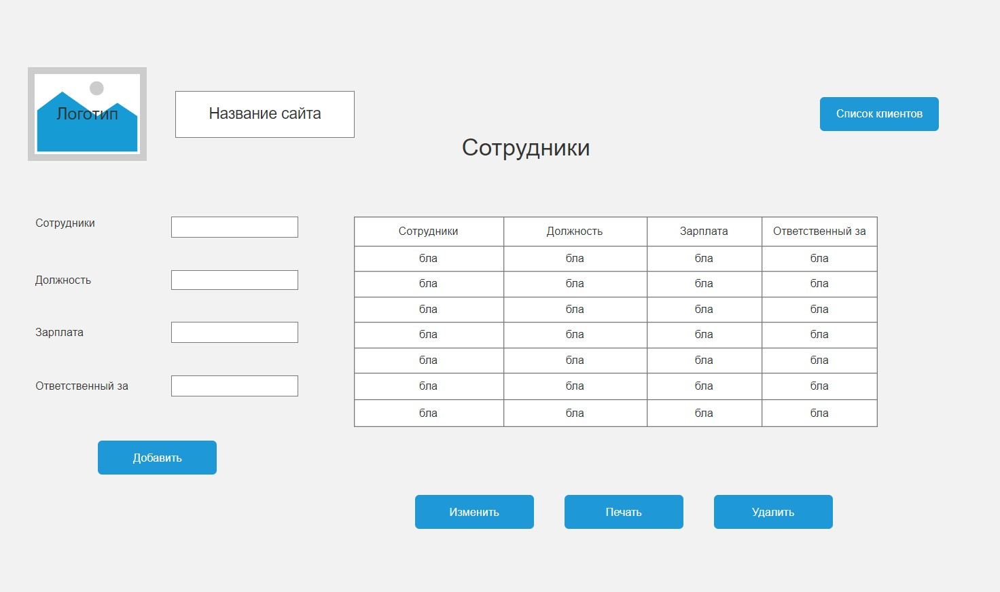 Логотип
Название сайта
Список клиентов
Сотрудники
Сотрудники
Должность
Зарплата
Ответственный за
Добавить
Сотрудники Должность Зарплата Ответственный за
бла бла бла бла
бла бла бла бла
бла бла бла бла
бла бла бла бла
бла бла бла бла
бла бла бла бла
бла бла бла бла
Изменить Печать Удалить